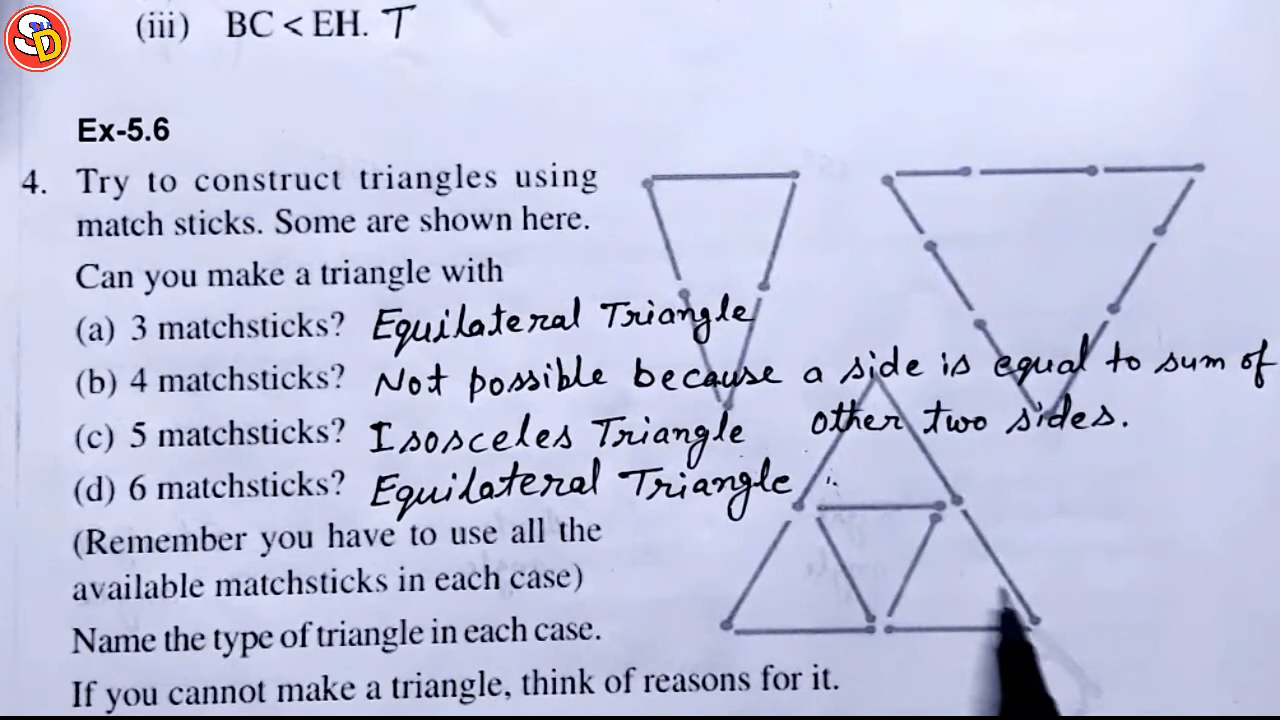 SD
(iii) BC < EH. T
Ex-5.6
4. Try to construct triangles using
match sticks. Some are shown here.
Can you make a triangle with
(a) 3 matchsticks? Equilateral Triangle
(b) 4 matchsticks? Not possible because a side is equal to sum of
other two sides.
(c) 5 matchsticks? Isosceles Triangle
(d) 6 matchsticks? Equilateral Triangle
(Remember you have to use all the
available matchsticks in each case)
Name the type of triangle in each case.
If you cannot make a triangle, think of reasons for it.